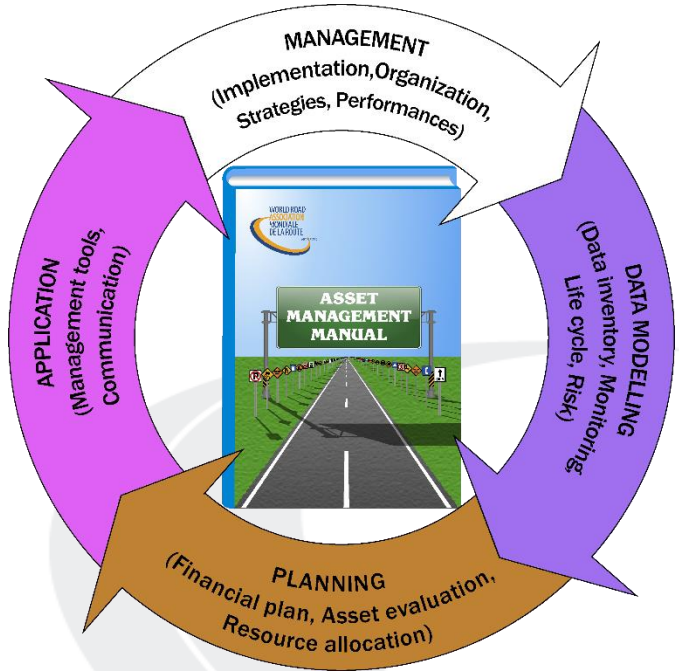 MANAGEMENT
(Implementation,Organization,
Strategies, Performances)
DATA MODELLING
(Data inventory, Monitoring,
Life cycle, Risk)
PLANNING
(Financial plan, Asset evaluation,
Resource allocation)
APPLICATION
(Management tools,
Communication)
WORLD ROAD
ASSOCIATION
MONDIALE
DE LA ROUTE
ASSET
MANAGEMENT
MANUAL